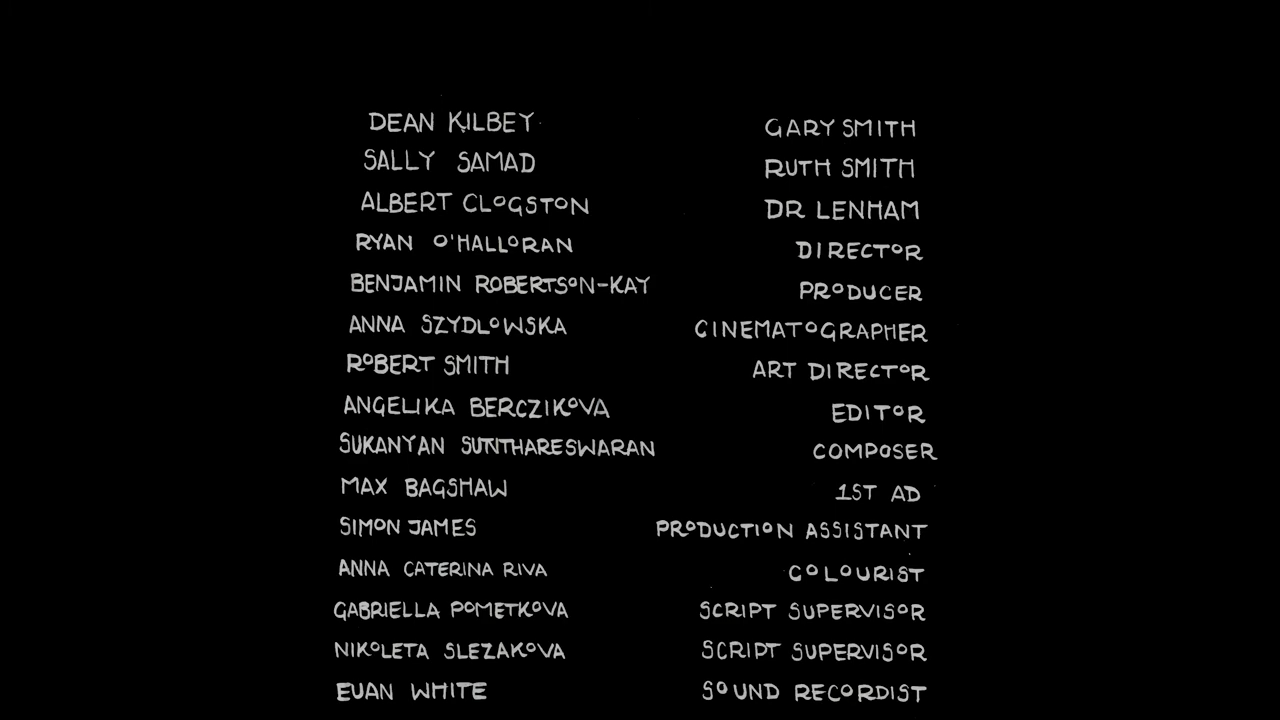 DEAN KILBEY GARY SMITH
SALLY SAMAD RUTH SMITH
ALBERT CLOGSTON DR LENHAM
RYAN O'HALLORAN DIRECTOR
BENJAMIN ROBERTSON-KAY PRODUCER
ANNA SZYDLOWSKA CINEMATOGRAPHER
ROBERT SMITH ART DIRECTOR
ANGELIKA BERCZIKOVA EDITOR
SUKANYAN SUNTHARESWARAN COMPOSER
MAX BAGSHAW 1ST AD
SIMON JAMES PRODUCTION ASSISTANT
ANNA CATERINA RIVA COLOURIST
GABRIELLA POMETKOVA SCRIPT SUPERVISOR
NIKOLETA SLEZAKOVA SCRIPT SUPERVISOR
EUAN WHITE SOUND RECORDIST